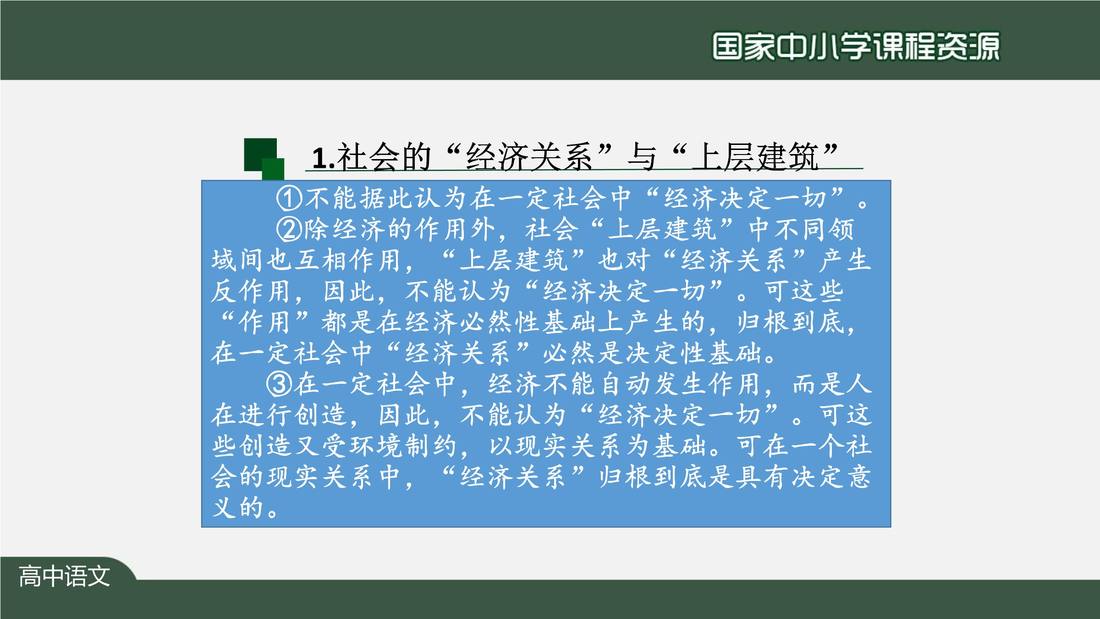 国家中小学课程资源
1.社会的“经济关系”与“上层建筑”
①不能据此认为在一定社会中“经济决定一切”。
②除经济的作用外，社会“上层建筑”中不同领
域间也互相作用，“上层建筑”也对“经济关系”产生
反作用，因此，不能认为“经济决定一切”。可这些
“作用”都是在经济必然性基础上产生的，归根到底，
在一定社会中“经济关系”必然是决定性基础。
③在一定社会中，经济不能自动发生作用，而是人
在进行创造，因此，不能认为“经济决定一切”。可这
些创造又受环境制约，以现实关系为基础。可在一个社
会的现实关系中，“经济关系”归根到底是具有决定意
义的。
高中语文